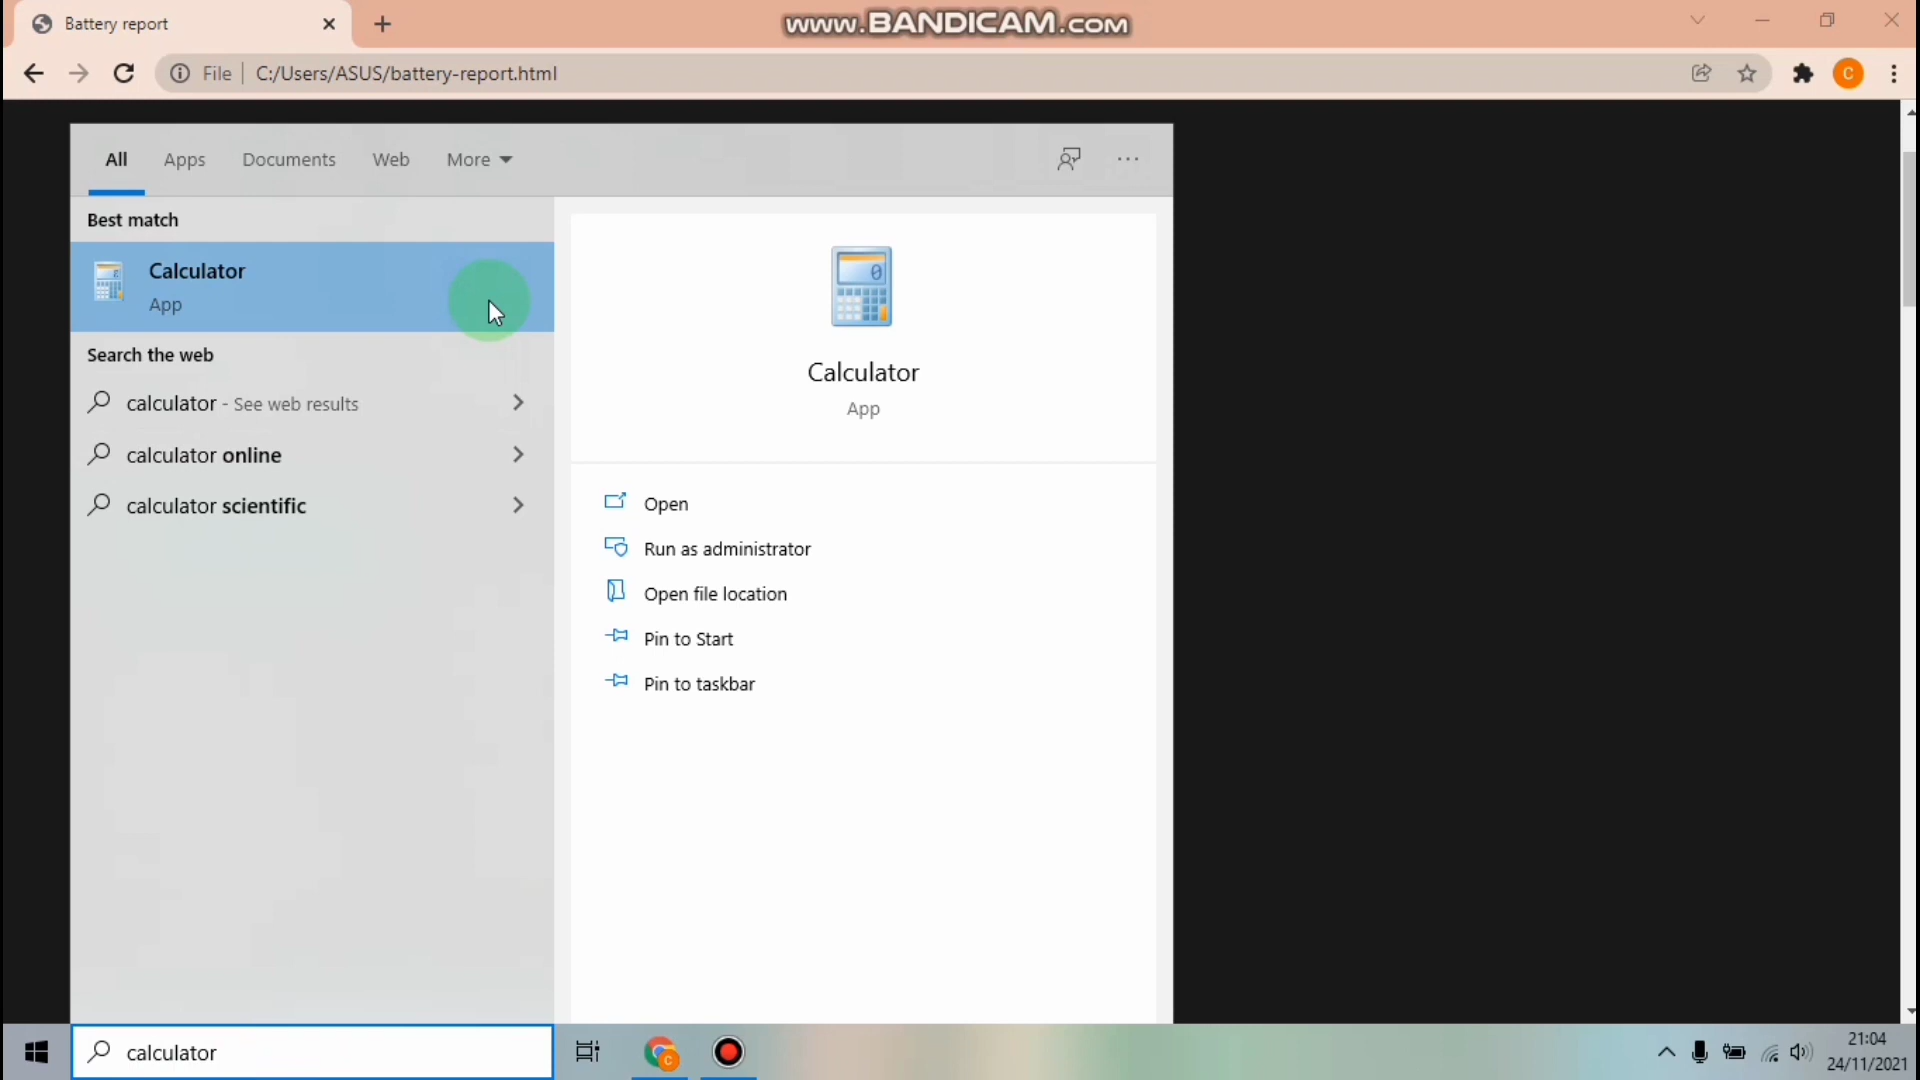 Battery report
www.BANDICAM.com
File
C:/Users/ASUS/battery-report.html
C
All
Apps
Documents
Web
More
Best match
Calculator
App
Search the web
calculator - See web results
calculator online
calculator scientific
0
Calculator
App
Open
Run as administrator
Open file location
Pin to Start
Pin to taskbar
calculator
C
21:04
24/11/2021